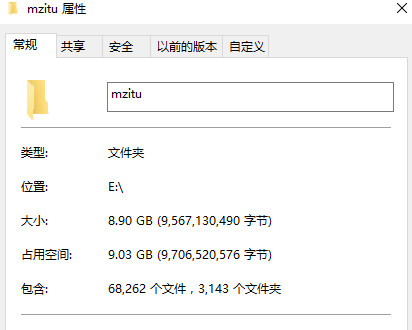 mzitu 属性
常规 共享 安全 以前的版本 自定义
mzitu
类型: 文件夹
位置: E:\
大小: 8.90 GB (9,567,130,490 字节)
占用空间: 9.03 GB (9,706,520,576 字节)
包含: 68,262 个文件，3,143 个文件夹